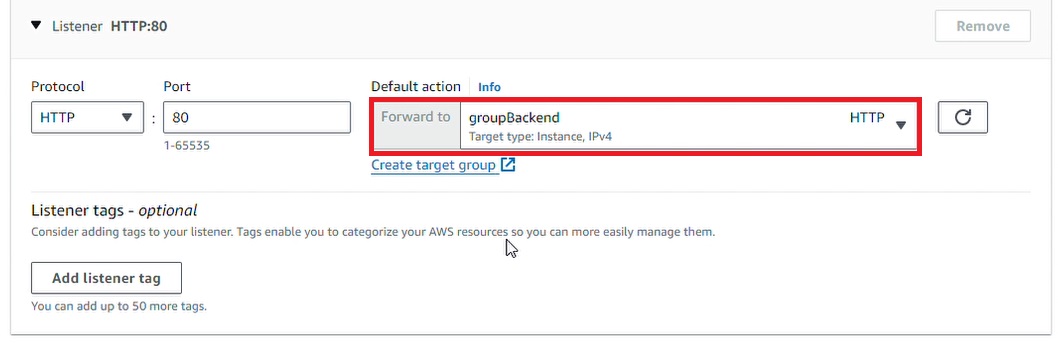 Listener HTTP:80
Remove
Protocol
Port
Default action Info
HTTP
:
80
Forward to
groupBackend
HTTP
Target type: Instance, IPv4
1-65535
Create target group
Listener tags - optional
Consider adding tags to your listener. Tags enable you to categorize your AWS resources so you can more easily manage them.
Add listener tag
You can add up to 50 more tags.